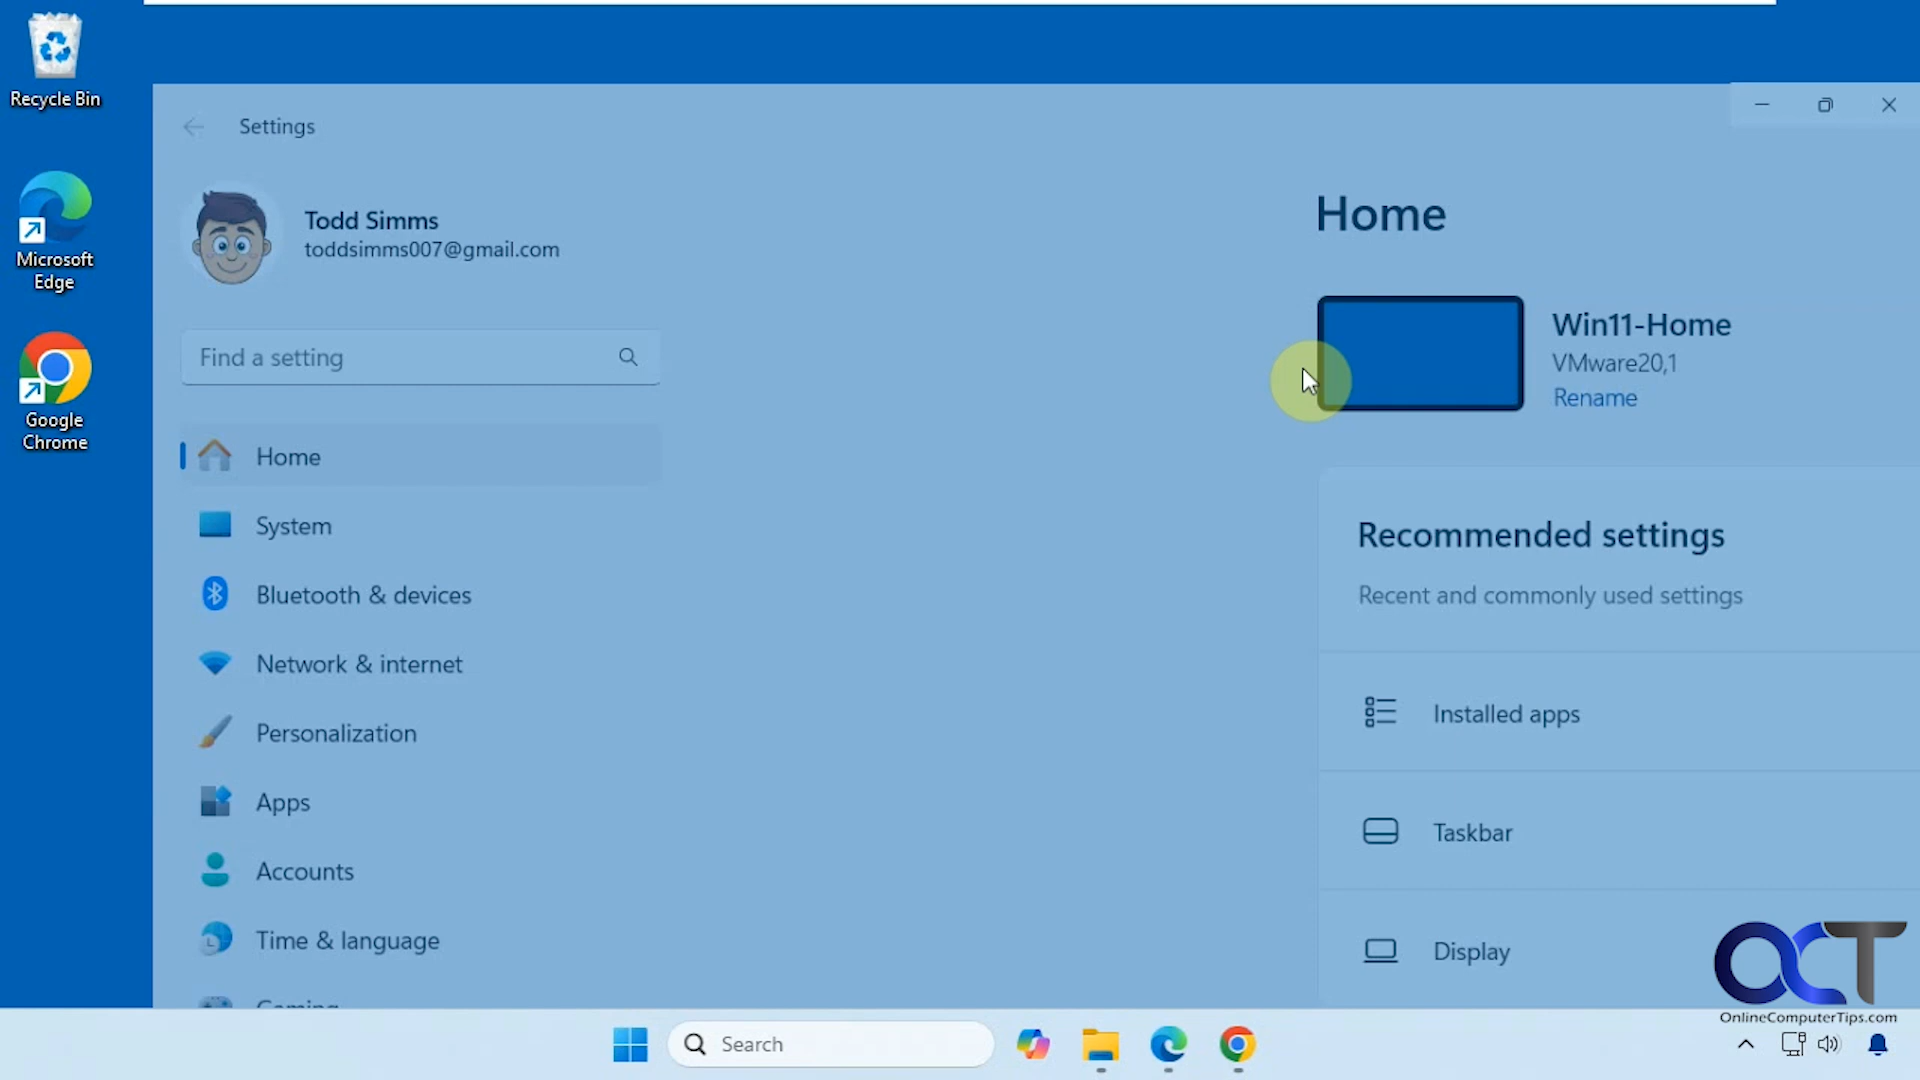 Recycle Bin
Microsoft
Edge
Google
Chrome
Settings
Todd Simms
toddsimms007@gmail.com
Find a setting
Home
System
Bluetooth & devices
Network & internet
Personalization
Apps
Accounts
Time & language
Gaming
Home
Win11-Home
VMware20,1
Rename
Recommended settings
Recent and commonly used settings
Installed apps
Taskbar
Display
OCT
OnlineComputerTips.com
Search